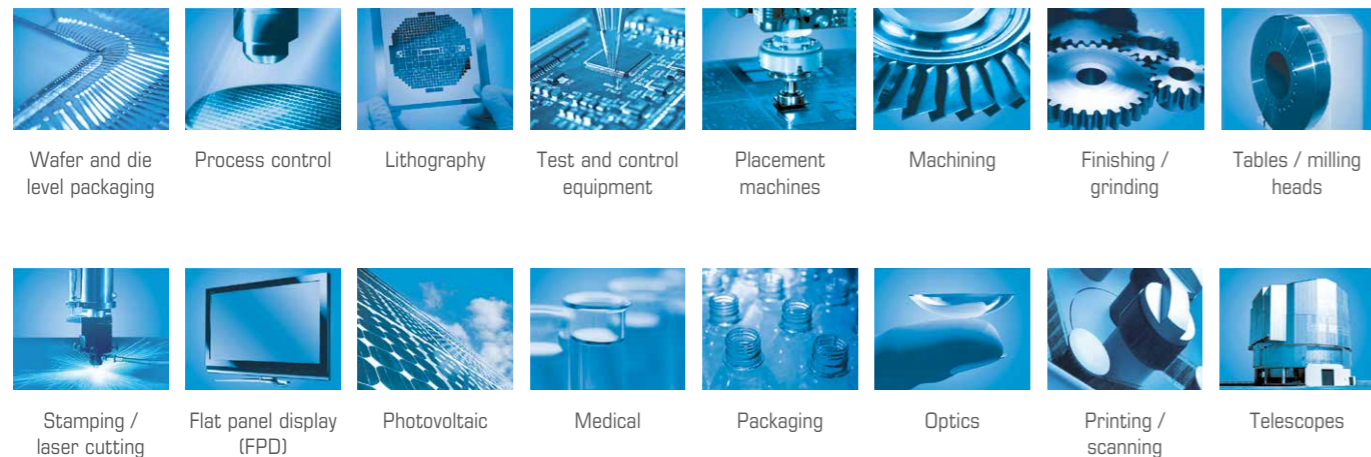 Wafer and die
level packaging
Process control
Lithography
Test and control
equipment
Placement
machines
Machining
Finishing /
grinding
Tables / milling
heads
Stamping /
laser cutting
Flat panel display
(FPD)
Photovoltaic
Medical
Packaging
Optics
Printing /
scanning
Telescopes